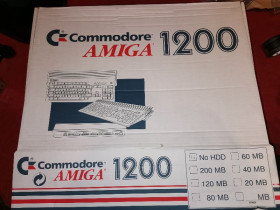 Commodore®
AMIGA 1200
Commodore®
AMIGA 1200
No HDD 60 MB
200 MB 40 MB
120 MB 20 MB
80 MB MB